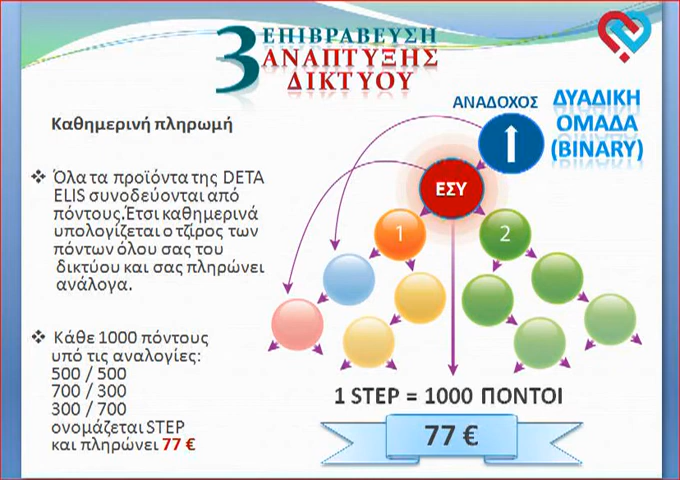 3 ΕΠΙΒΡΑΒΕΥΣΗ
ΑΝΑΠΤΥΞΗΣ
ΔΙΚΤΥΟΥ
Καθημερινή πληρωμή
❖ Όλα τα προϊόντα της DETA
ELIS συνοδεύονται από
πόντους.Έτσι καθημερινά
υπολογίζεται ο τζίρος των
πόντων όλου σας του
δικτύου και σας πληρώνει
ανάλογα.
❖ Κάθε 1000 πόντους
υπό τις αναλογίες:
500 / 500
700 / 300
300 / 700
ονομάζεται STEP
και πληρώνει 77 €
ΑΝΑΔΟΧΟΣ
ΔΥΑΔΙΚΗ
ΟΜΑΔΑ
(BINARY)
ΕΣΥ
1
2
1 STEP = 1000 ΠΟΝΤΟΙ
77 €